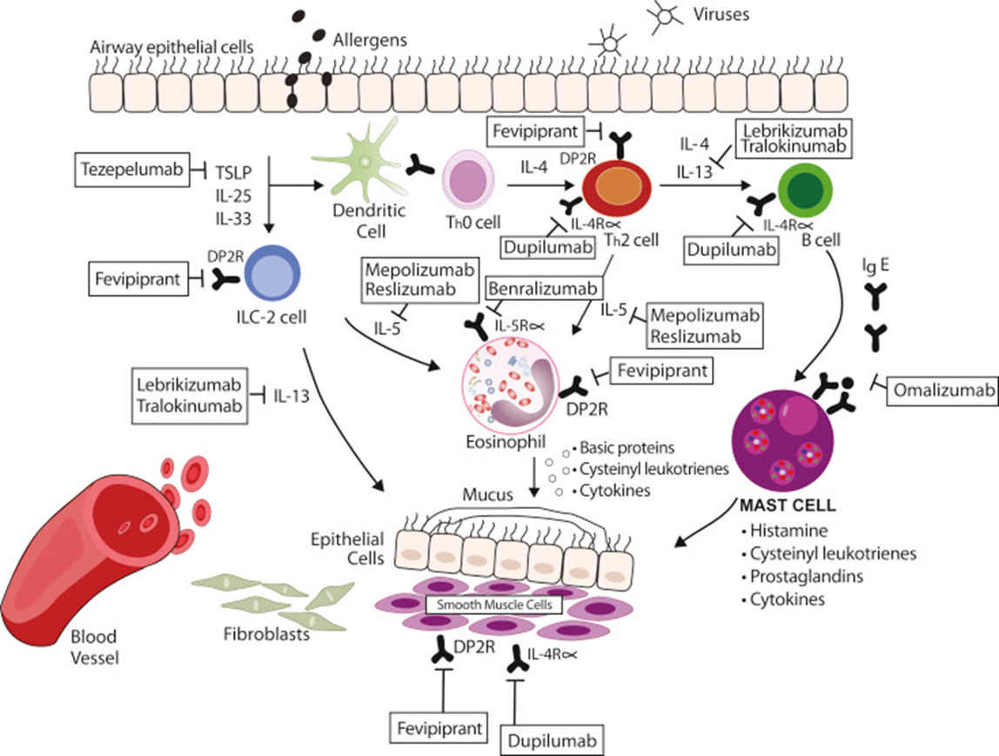 Viruses
Allergens
Airway epithelial cells
Fevipiprant
Lebrikizumab
Tralokinumab
IL-4
IL-13
DP2R
Tezepelumab
TSLP
IL-25
IL-33
IL-4
Dendritic
Cell
Th0 cell
IL-4R∝
Th2 cell
Dupilumab
IL-4R∝
B cell
Dupilumab
DP2R
Fevipiprant
ILC-2 cell
Mepolizumab
Reslizumab
Benralizumab
Ig E
IL-5
IL-5R∝
IL-5
Mepolizumab
Reslizumab
Fevipiprant
DP2R
Omalizumab
Lebrikizumab
Tralokinumab
IL-13
Eosinophil
• Basic proteins
• Cysteinyl leukotrienes
• Cytokines
Mucus
MAST CELL
• Histamine
• Cysteinyl leukotrienes
• Prostaglandins
• Cytokines
Epithelial
Cells
Smooth Muscle Cells
Fibroblasts
Blood
Vessel
DP2R
IL-4R∝
Fevipiprant
Dupilumab